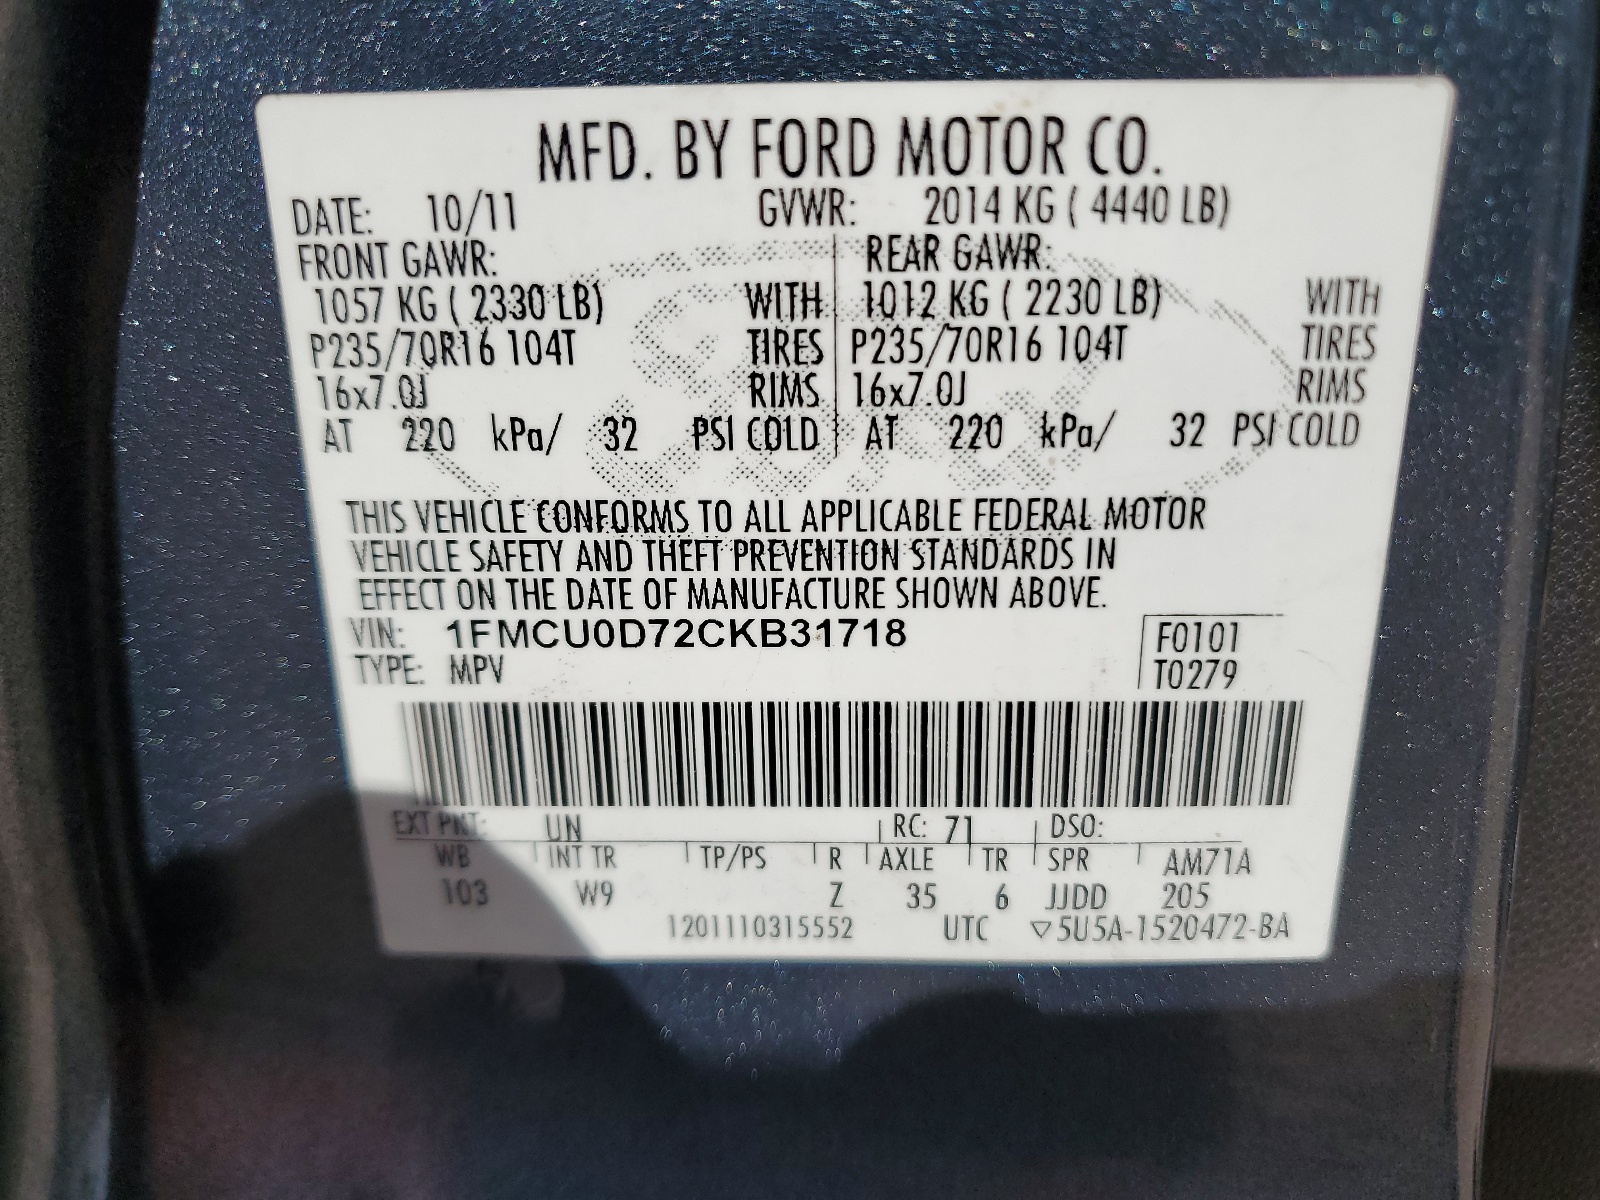 MFD. BY FORD MOTOR CO.
DATE: 10/11 GVWR: 2014 KG ( 4440 LB)
FRONT GAWR: REAR GAWR:
1057 KG ( 2330 LB) WITH 1012 KG ( 2230 LB) WITH
P235/70R16 104T TIRES P235/70R16 104T TIRES
16x7.0J RIMS 16x7.0J RIMS
AT 220 kPa/ 32 PSI COLD AT 220 kPa/ 32 PSI COLD
THIS VEHICLE CONFORMS TO ALL APPLICABLE FEDERAL MOTOR
VEHICLE SAFETY AND THEFT PREVENTION STANDARDS IN
EFFECT ON THE DATE OF MANUFACTURE SHOWN ABOVE.
VIN: 1FMCU0D72CKB31718 F0101
TYPE: MPV T0279
EXT PNT: UN RC: 71 DSO:
WB INT TR TP/PS R AXLE TR SPR AM71A
103 W9 Z 35 6 JJDD 205
1201110315552 UTC ▽5U5A-1520472-BA